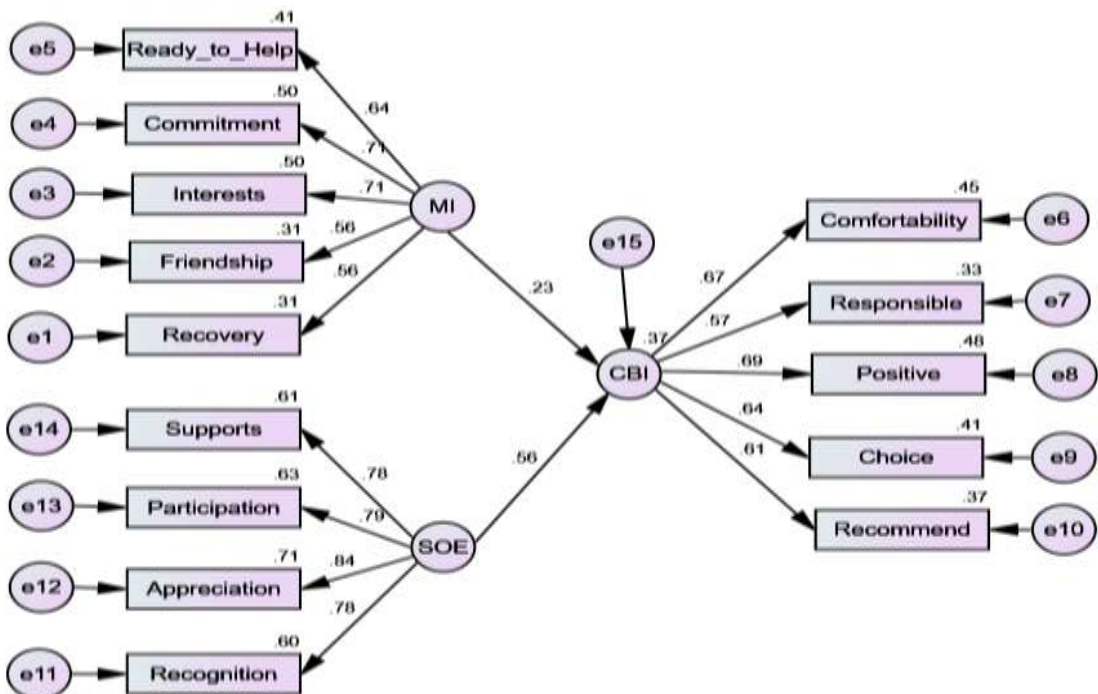 .41
e5
Ready_to_Help
.64
.50
e4
Commitment
.71
.50
e3
Interests
.71
MI
.45
Comfortability
e6
.31
e2
Friendship
.56
e15
.67
.33
Responsible
e7
.31
e1
Recovery
.56
.23
.57
.37
CBI
.48
.69
Positive
e8
.61
e14
Supports
.78
.56
.64
.41
Choice
e9
.63
e13
Participation
.79
.61
.37
Recommend
e10
SOE
.71
e12
Appreciation
.84
.60
e11
Recognition
.78